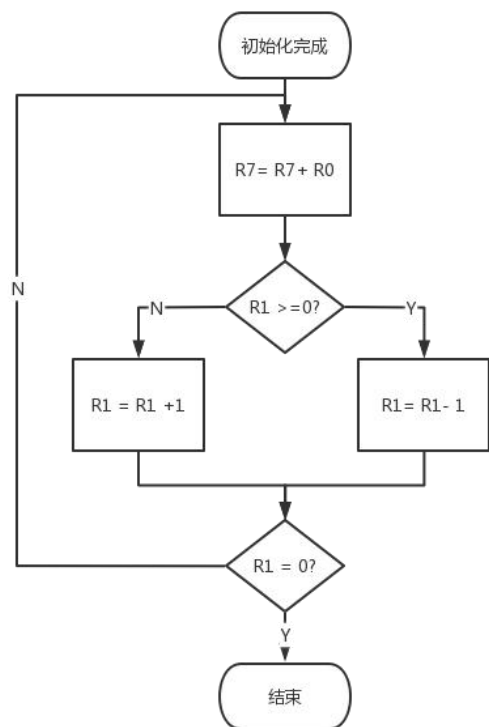 初始化完成
R7= R7+ R0
N
R1 >=0?
N
Y
R1 = R1 +1
R1= R1- 1
R1 = 0?
Y
结束